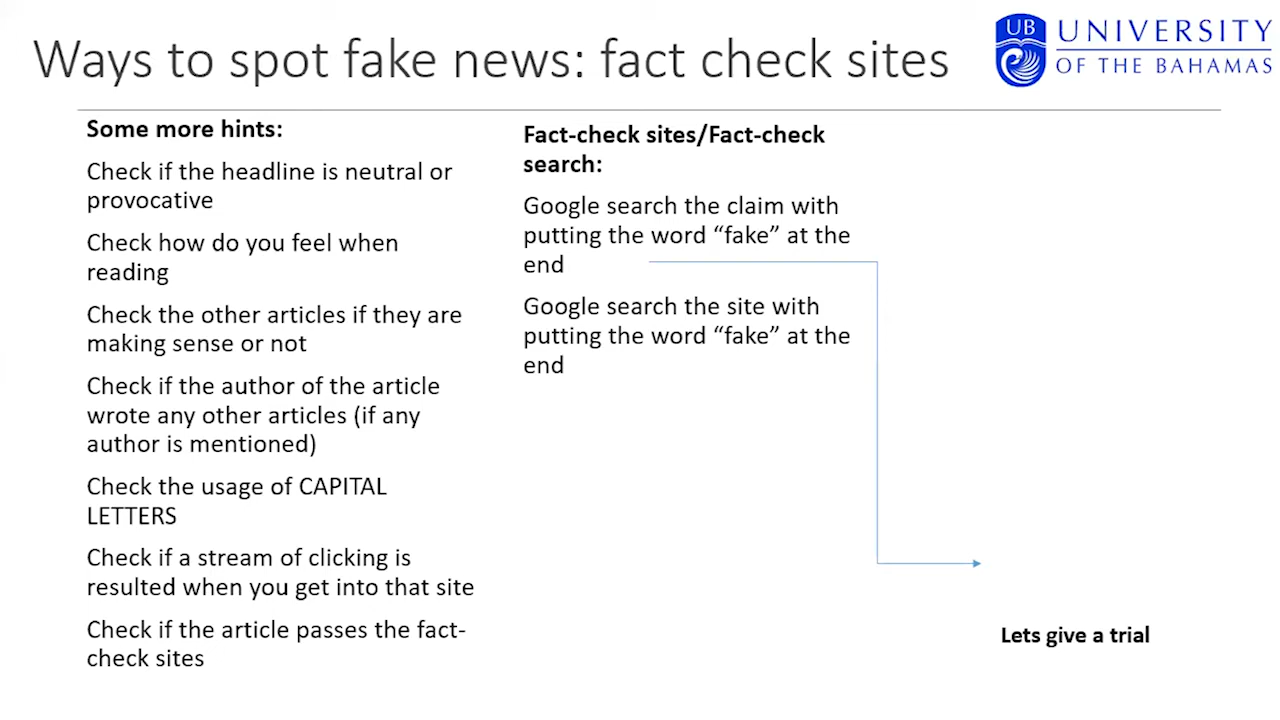 Ways to spot fake news: fact check sites
UB
UNIVERSITY
OF THE BAHAMAS
Some more hints:
Check if the headline is neutral or
provocative
Check how do you feel when
reading
Check the other articles if they are
making sense or not
Check if the author of the article
wrote any other articles (if any
author is mentioned)
Check the usage of CAPITAL
LETTERS
Check if a stream of clicking is
resulted when you get into that site
Check if the article passes the fact-
check sites
Fact-check sites/Fact-check
search:
Google search the claim with
putting the word “fake” at the
end
Google search the site with
putting the word “fake” at the
end
Lets give a trial